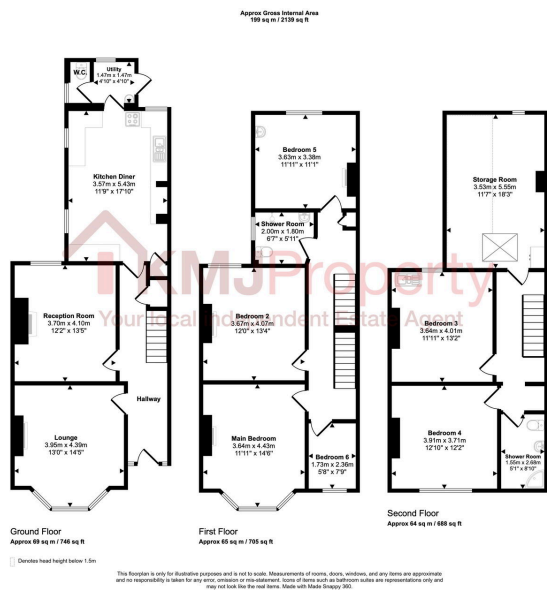 Approx Gross Internal Area
199 sq m / 2139 sq ft
W.C.
Utility
1.47m x 1.47m
4'10" x 4'10"
Kitchen Diner
3.57m x 5.43m
11'9" x 17'10"
Reception Room
3.70m x 4.10m
12'2" x 13'5"
Lounge
3.95m x 4.39m
13'0" x 14'5"
Hallway
Ground Floor
Approx 69 sq m / 746 sq ft
Denotes head height below 1.5m
Bedroom 5
3.63m x 3.38m
11'11" x 11'1"
Shower Room
2.00m x 1.80m
6'7" x 5'11"
Bedroom 2
3.67m x 4.07m
12'0" x 13'4"
Main Bedroom
3.64m x 4.43m
11'11" x 14'6"
Bedroom 6
1.73m x 2.36m
5'8" x 7'9"
First Floor
Approx 65 sq m / 705 sq ft
Storage Room
3.53m x 5.55m
11'7" x 18'3"
Bedroom 3
3.64m x 4.01m
11'11" x 13'2"
Bedroom 4
3.91m x 3.71m
12'10" x 12'2"
Shower Room
1.55m x 2.68m
5'1" x 8'10"
Second Floor
Approx 64 sq m / 688 sq ft
KMJ Property
Your local Independent Estate Agent
This floorplan is only for illustrative purposes and is not to scale. Measurements of rooms, doors, windows, and any items are approximate
and no responsibility is taken for any error, omission or mis-statement. Icons of items such as bathroom suites are representations only and
may not look like the real items. Made with Made Snappy 360.